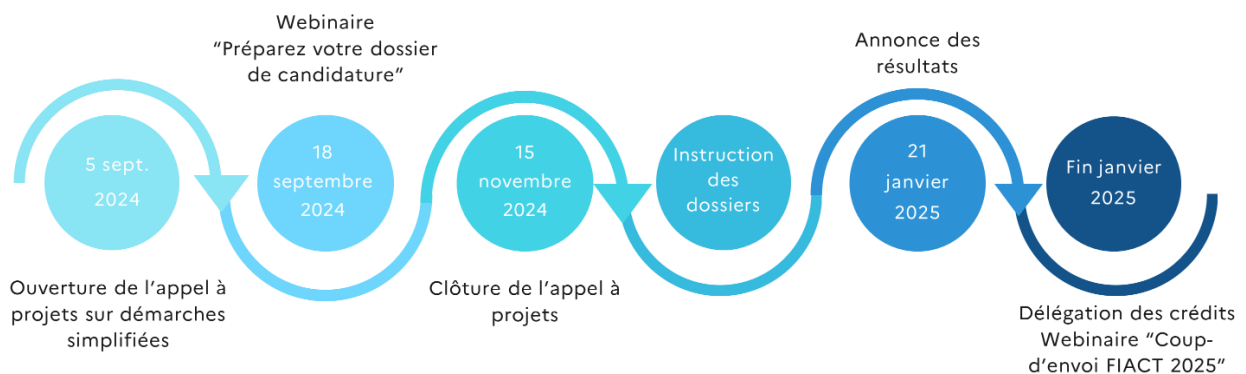 5 sept.
2024
Ouverture de l’appel à
projets sur démarches
simplifiées
Webinaire
“Préparez votre dossier
de candidature”
18
septembre
2024
15
novembre
2024
Clôture de l’appel à
projets
Instruction
des
dossiers
Annonce des
résultats
21
janvier
2025
Fin janvier
2025
Délégation des crédits
Webinaire “Coup-
d’envoi FIACT 2025”